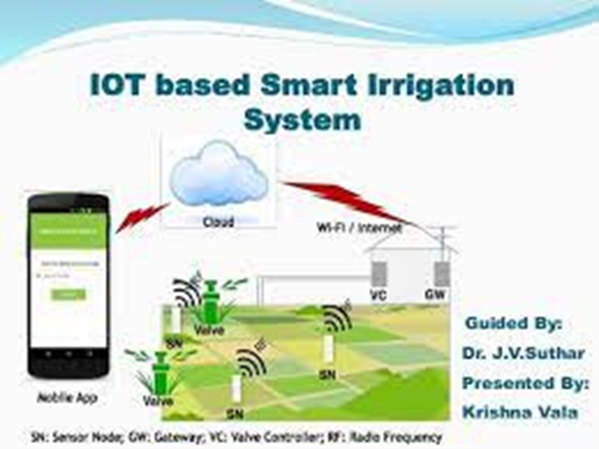 IOT based Smart Irrigation
System
Cloud
Wi-Fi / Internet
VC
GW
Valve
SN
SN
Valve
SN
Mobile App
Guided By:
Dr. J.V.Suthar
Presented By:
Krishna Vala
SN: Sensor Node; GW: Gateway; VC: Valve Controller; RF: Radio Frequency